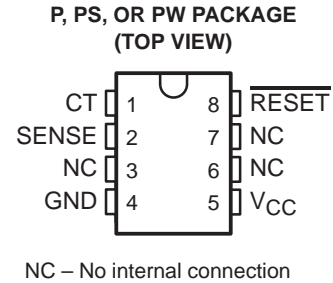 P, PS, OR PW PACKAGE
(TOP VIEW)
CT 1 8 RESET
SENSE 2 7 NC
NC 3 6 NC
GND 4 5 VCC
NC – No internal connection